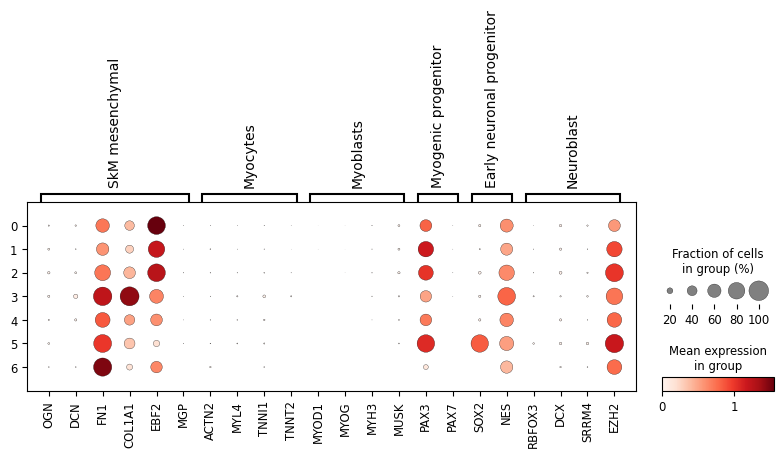 SkM mesenchymal
Myocytes
Myoblasts
Myogenic progenitor
Early neuronal progenitor
Neuroblast
0
1
2
3
4
5
6
OGN
DCN
FN1
COL1A1
EBF2
MGP
ACTN2
MYL4
TNNI1
TNNT2
MYOD1
MYOG
MYH3
MUSK
PAX3
PAX7
SOX2
NES
RBFOX3
DCX
SRRM4
EZH2
Fraction of cells
in group (%)
20 40 60 80 100
Mean expression
in group
0 1